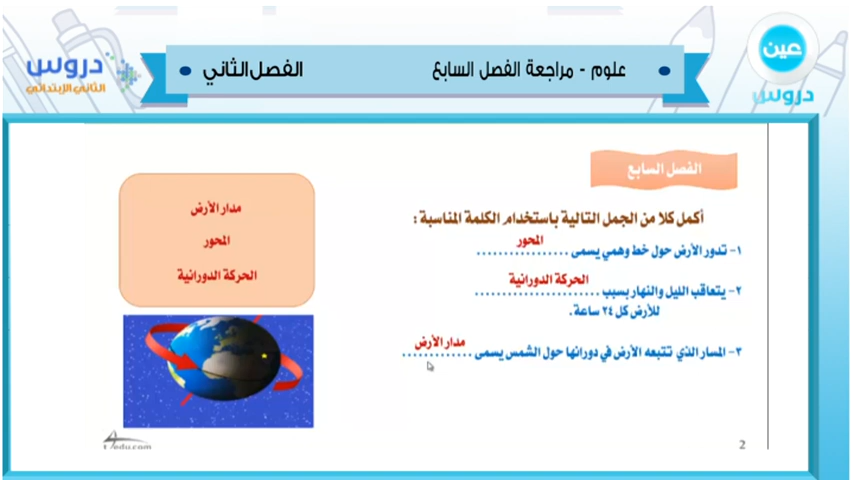 دروس
الثاني الإبتدائي
الفصل الثاني
علوم - مراجعة الفصل السابع
عين
دروس
الفصل السابع
أكمل كلا من الجمل التالية باستخدام الكلمة المناسبة :
مدار الأرض
المحور
الحركة الدورانية
المحور
١- تدور الأرض حول خط وهمي يسمى ..................
الحركة الدورانية
٢- يتعاقب الليل والنهار بسبب .........................
للأرض كل ٢٤ ساعة.
مدار الأرض
٣- المسار الذي تتبعه الأرض في دورانها حول الشمس يسمى ..............
edu.com
2